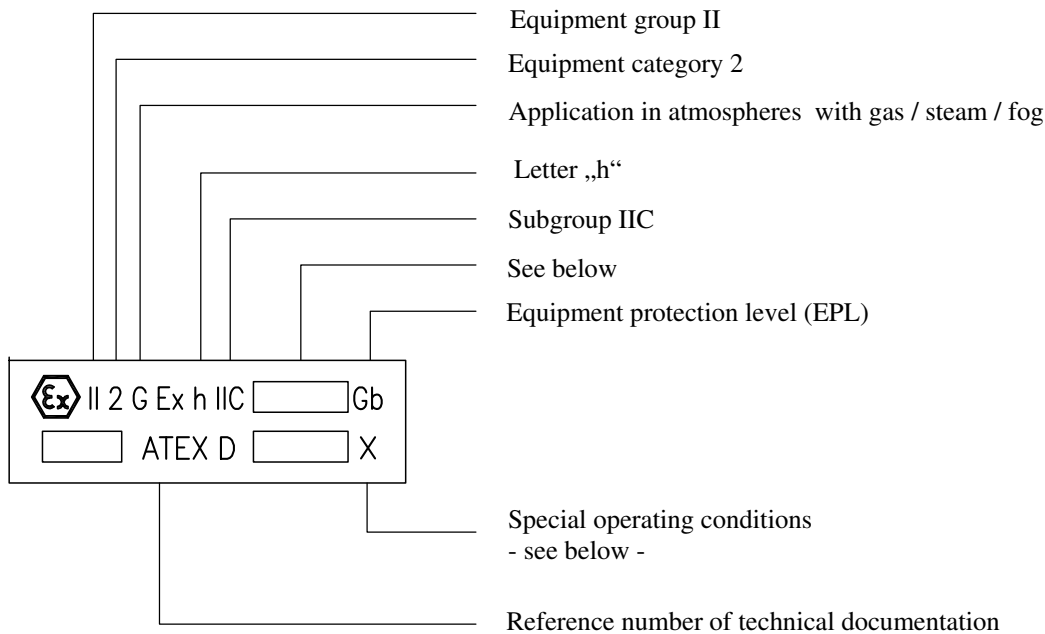 Equipment group II
Equipment category 2
Application in atmospheres with gas / steam / fog
Letter „h“
Subgroup IIC
See below
Equipment protection level (EPL)
Ex II 2 G Ex h IIC Gb
ATEX D X
Special operating conditions
- see below -
Reference number of technical documentation